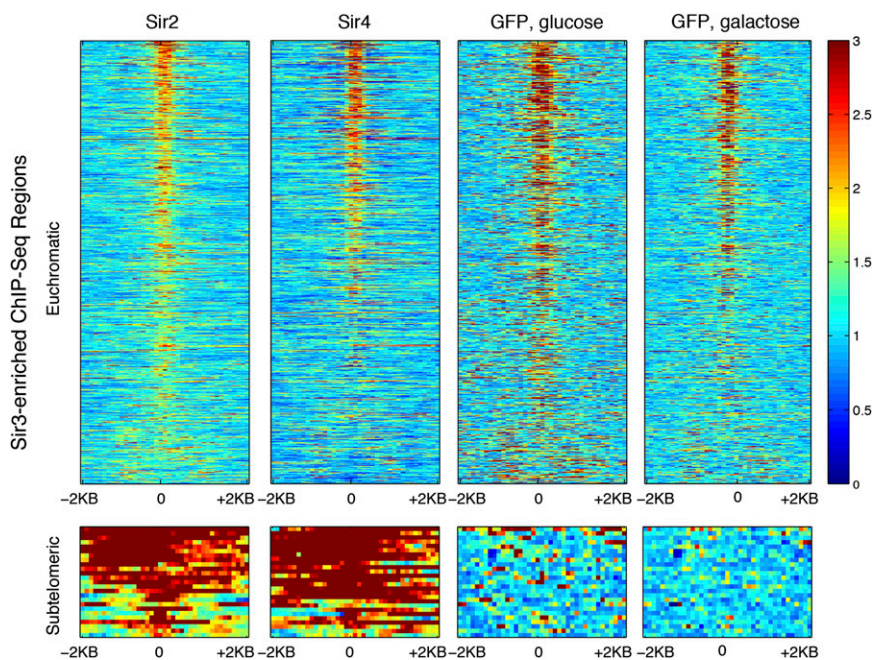 Sir2
Sir4
GFP, glucose
GFP, galactose
Sir3-enriched ChIP-Seq Regions
Euchromatic
3
2.5
2
1.5
1
0.5
0
−2KB 0 +2KB
−2KB 0 +2KB
−2KB 0 +2KB
−2KB 0 +2KB
Subtelomeric
−2KB 0 +2KB
−2KB 0 +2KB
−2KB 0 +2KB
−2KB 0 +2KB